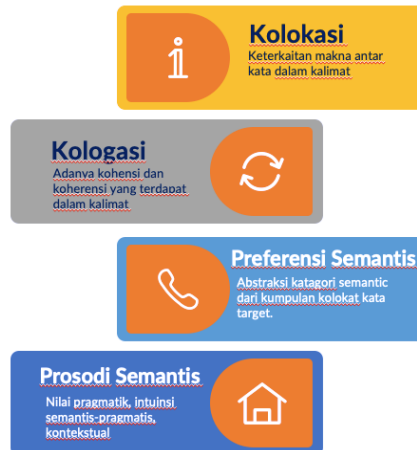 Kolokasi
Keterkaitan makna antar
kata dalam kalimat
Kologasi
Adanya kohensi dan
koherensi yang terdapat
dalam kalimat
Preferensi Semantis
Abstraksi katagori semantic
dari kumpulan kolokat kata
target.
Prosodi Semantis
Nilai pragmatik, intuinsi
semantis-pragmatis,
kontekstual